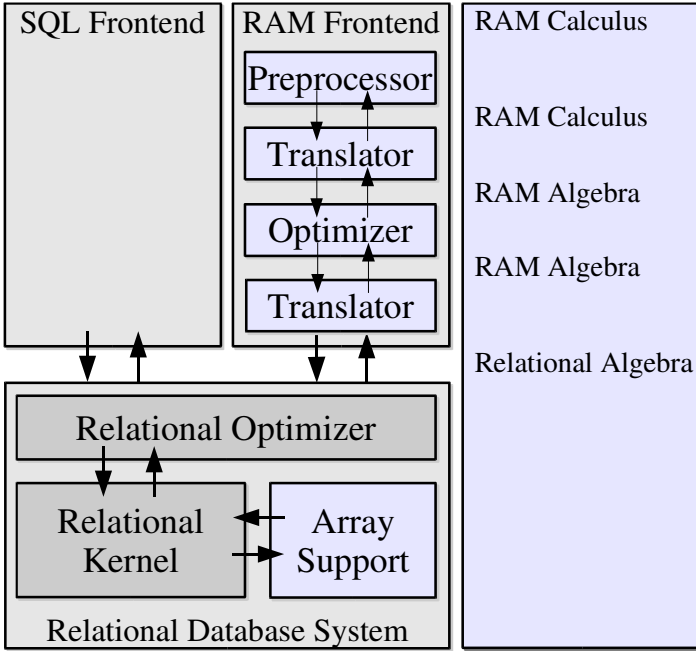 SQL Frontend
RAM Frontend
Preprocessor
Translator
Optimizer
Translator
RAM Calculus
RAM Calculus
RAM Algebra
RAM Algebra
Relational Algebra
Relational Optimizer
Relational
Kernel
Array
Support
Relational Database System